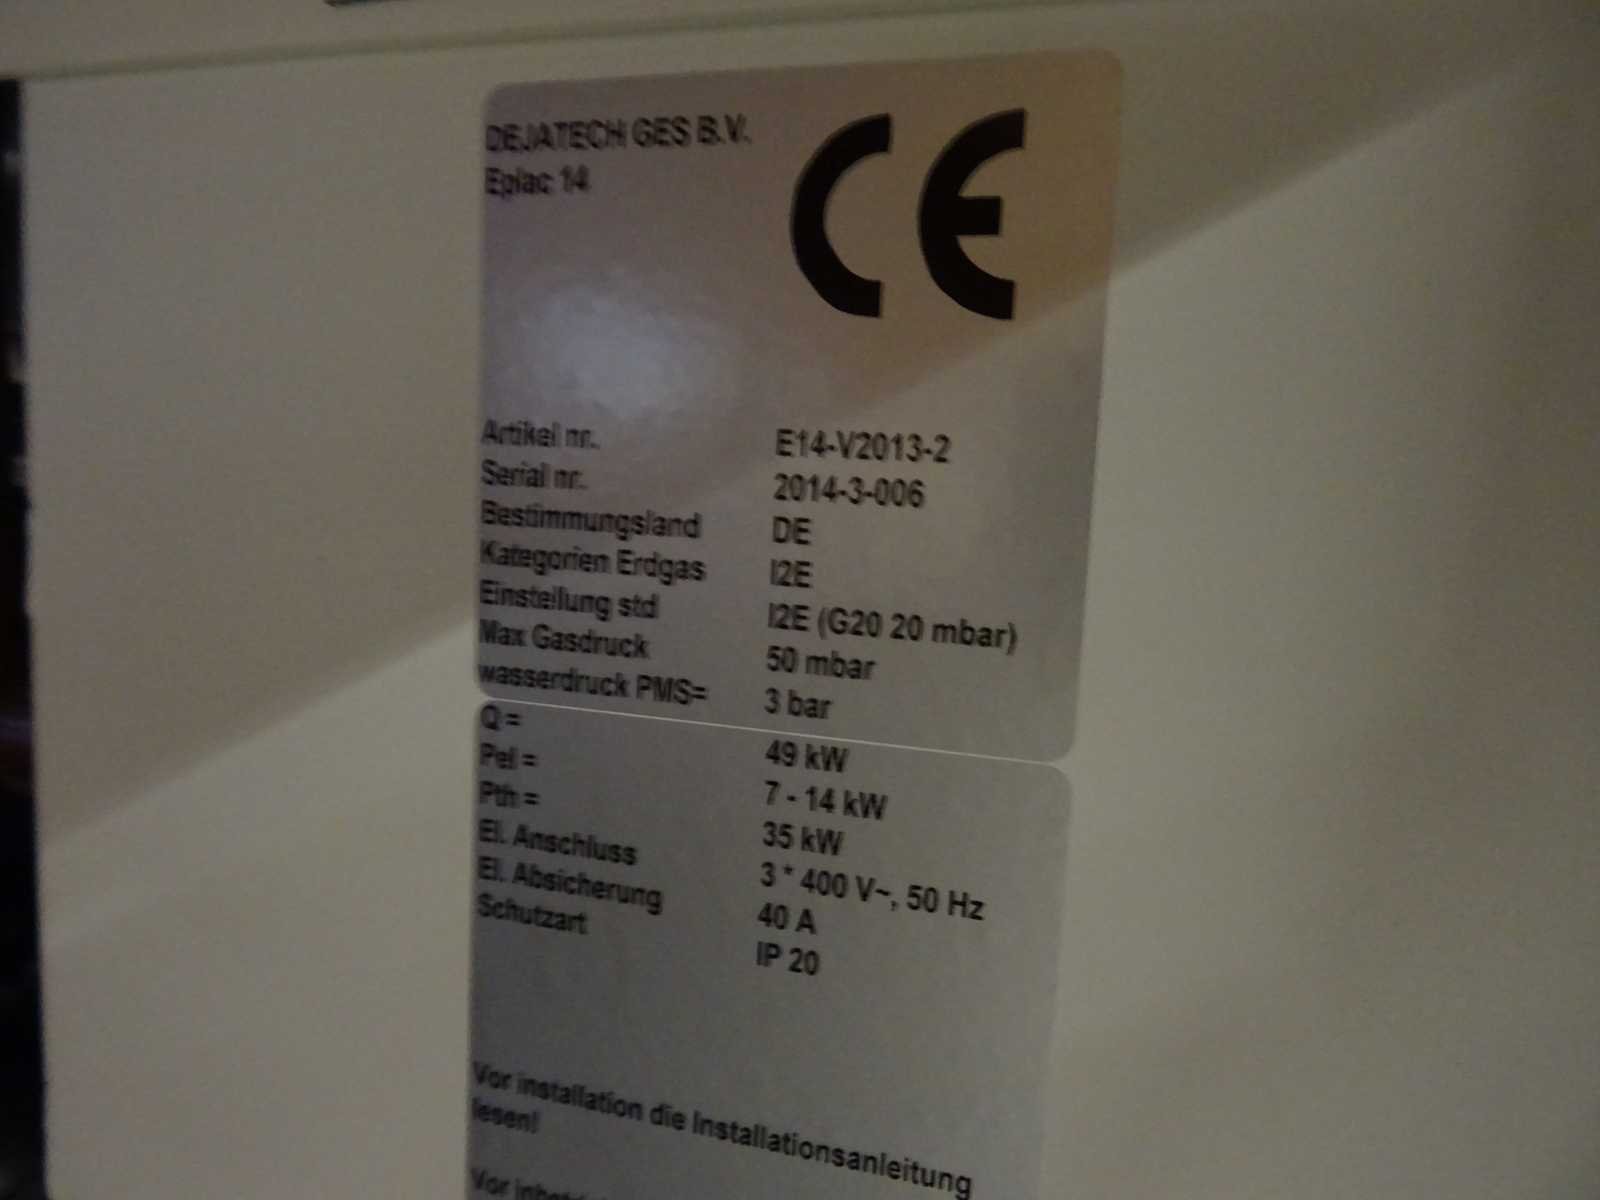 DEJATECH GES B.V.
Eplac 14
CE
Artikel nr. E14-V2013-2
Serial nr. 2014-3-006
Bestimmungsland DE
Kategorien Erdgas I2E
Einstellung std I2E (G20 20 mbar)
Max Gasdruck 50 mbar
wasserdruck PMS= 3 bar
Q = 49 kW
Pel = 7 - 14 kW
Pth = 35 kW
El. Anschluss 3 * 400 V~, 50 Hz
El. Absicherung 40 A
Schutzart IP 20
Vor installation die Installationsanleitung
lesen!
Vor